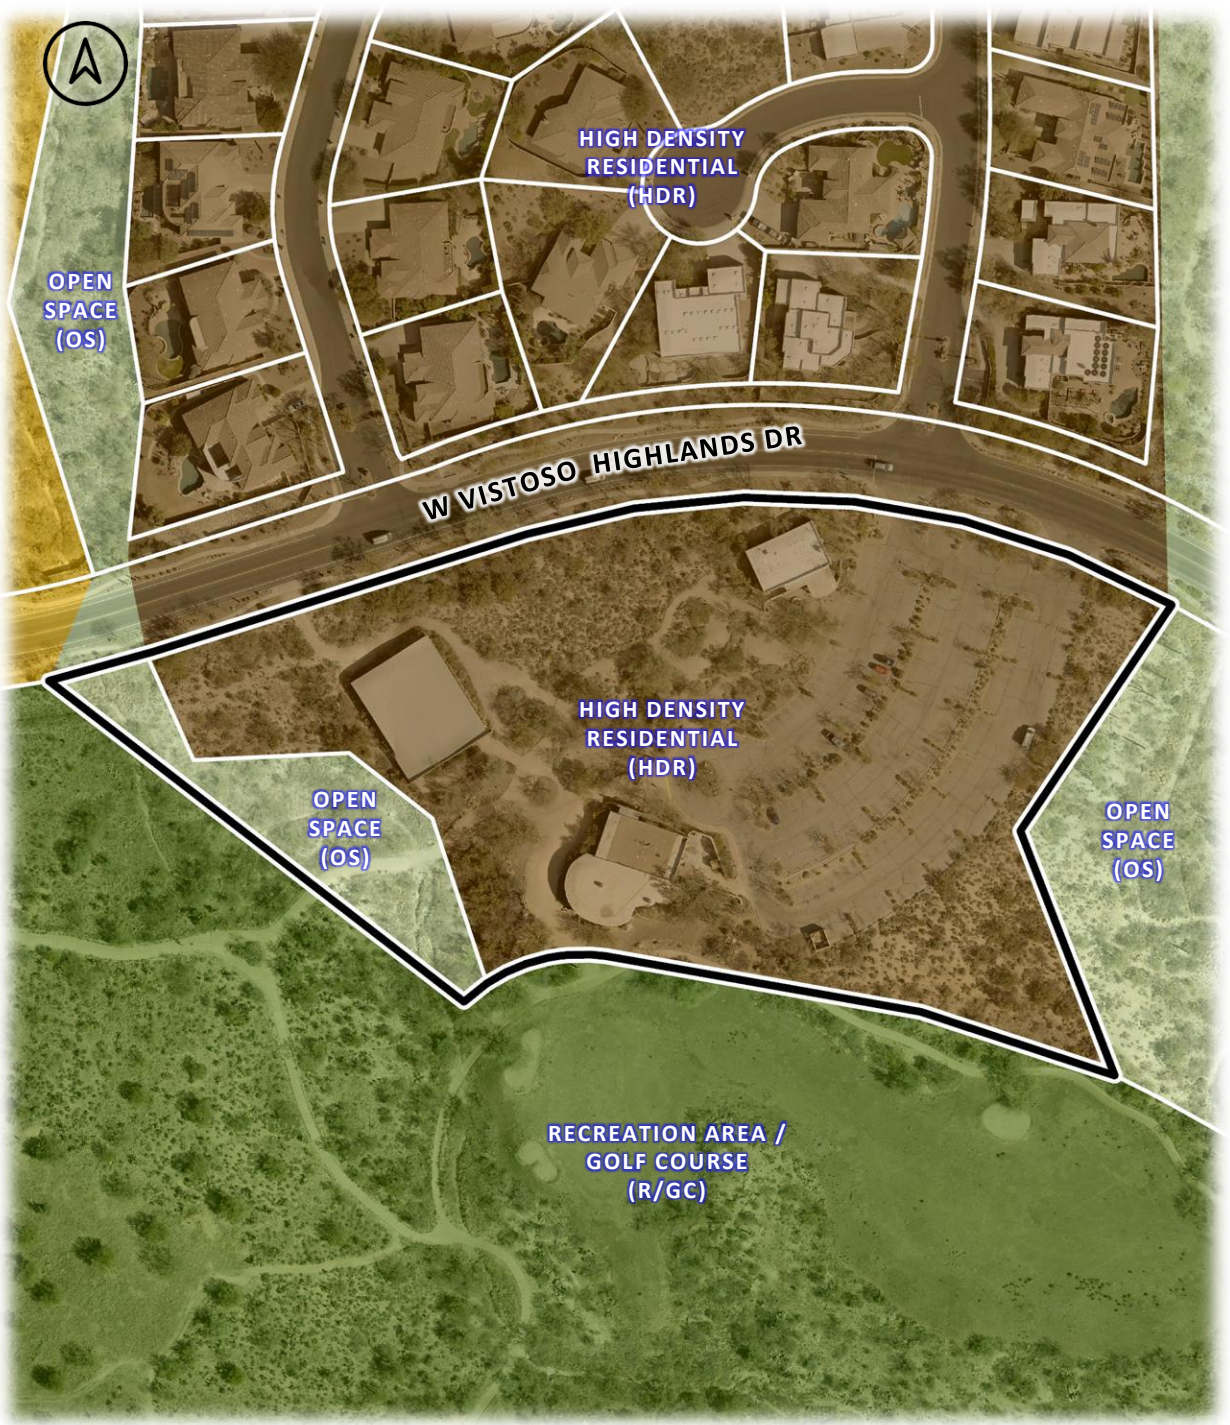 HIGH DENSITY
RESIDENTIAL
(HDR)
OPEN
SPACE
(OS)
W VISTOSO HIGHLANDS DR
HIGH DENSITY
RESIDENTIAL
(HDR)
OPEN
SPACE
(OS)
OPEN
SPACE
(OS)
RECREATION AREA /
GOLF COURSE
(R/GC)